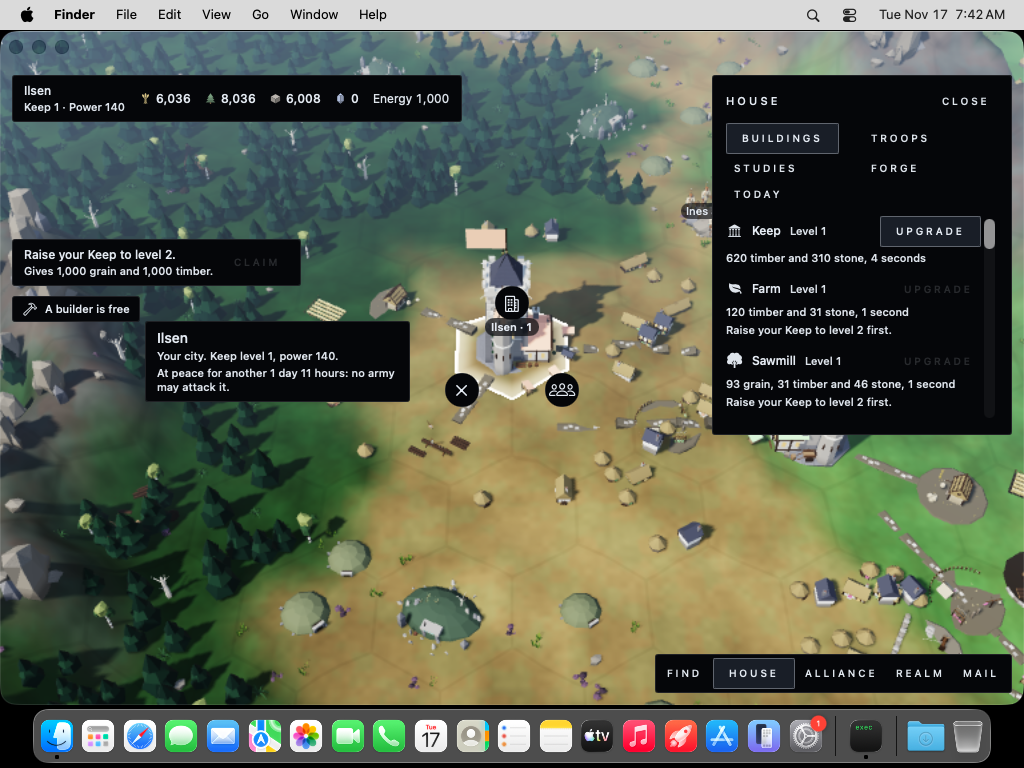 Finder File Edit View Go Window Help
Tue Nov 17 7:42 AM
Ilsen
Keep 1 · Power 140
6,036 8,036 6,008 0 Energy 1,000
HOUSE CLOSE
BUILDINGS TROOPS
STUDIES FORGE
TODAY
Ines
Keep Level 1 UPGRADE
620 timber and 310 stone, 4 seconds
Farm Level 1 UPGRADE
120 timber and 31 stone, 1 second
Raise your Keep to level 2 first.
Sawmill Level 1 UPGRADE
93 grain, 31 timber and 46 stone, 1 second
Raise your Keep to level 2 first.
Raise your Keep to level 2.
Gives 1,000 grain and 1,000 timber.
CLAIM
A builder is free
Ilsen
Your city. Keep level 1, power 140.
At peace for another 1 day 11 hours: no army
may attack it.
Ilsen · 1
FIND HOUSE ALLIANCE REALM MAIL
Tue
17
tv
1
exec